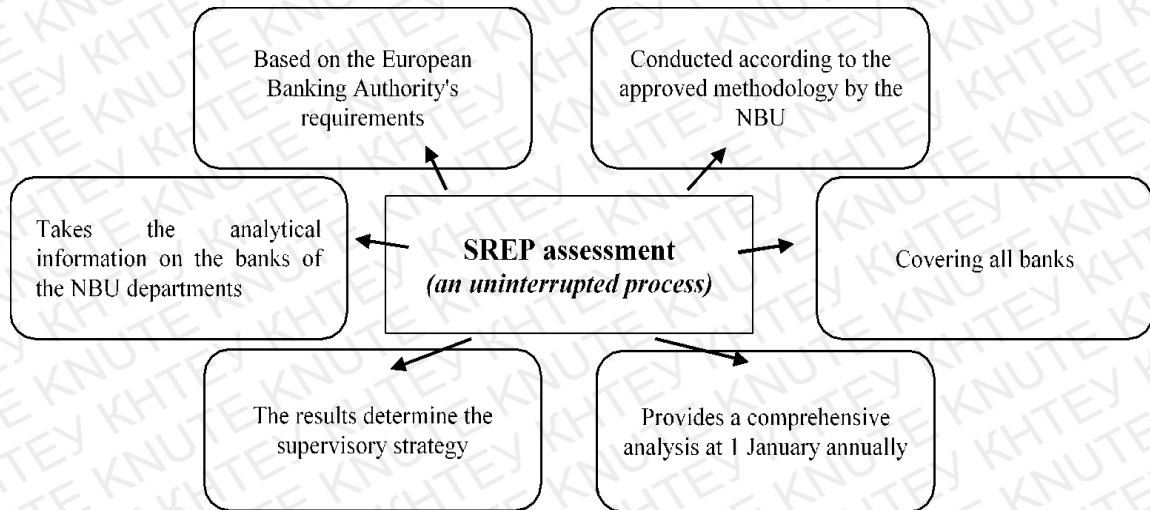 Based on the European
Banking Authority's
requirements
Conducted according to the
approved methodology by the
NBU
Takes the analytical
information on the banks of
the NBU departments
SREP assessment
(an uninterrupted process)
Covering all banks
The results determine the
supervisory strategy
Provides a comprehensive
analysis at 1 January annually